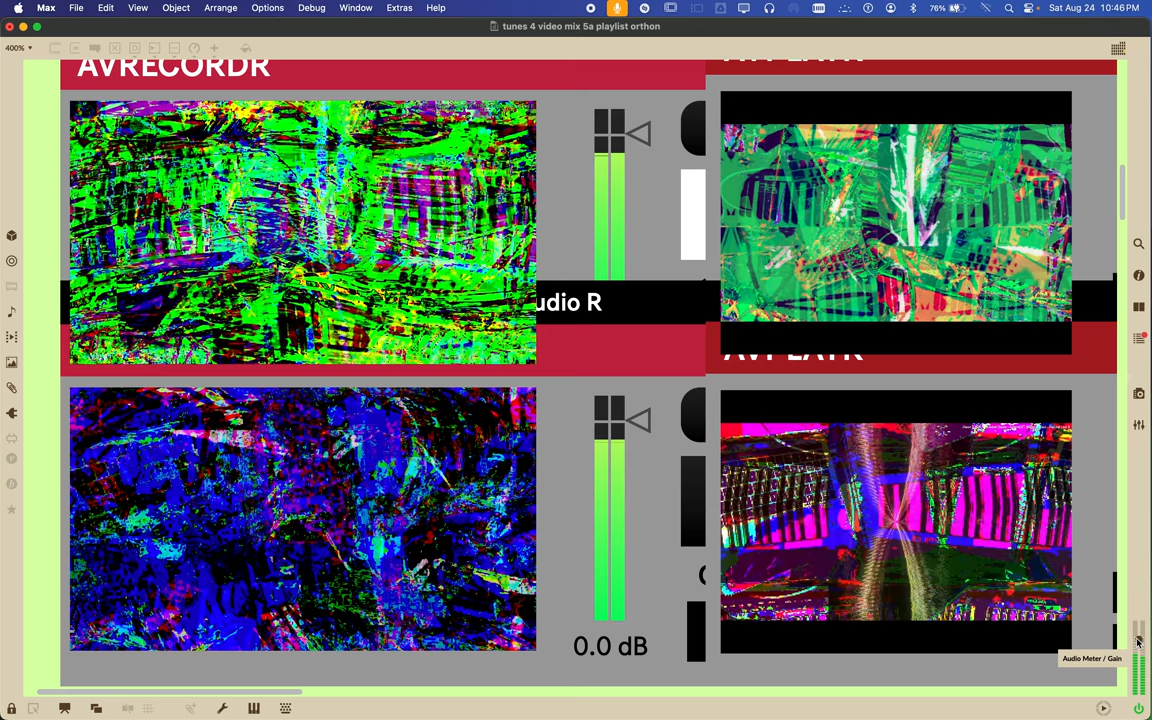 Max File Edit View Object Arrange Options Debug Window Extras Help
76%
Sat Aug 24 10:46 PM
tunes 4 video mix 5a playlist orthon
400%
AVRECORDR
udio R
AVPLAYR
0.0 dB
Audio Meter / Gain